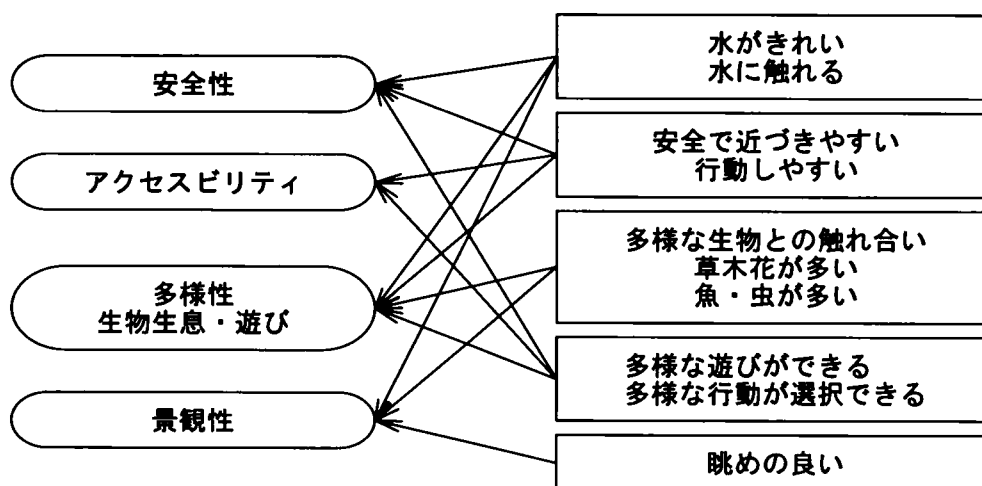 安全性
アクセスビリティ
多様性
生物生息・遊び
景観性
水がきれい
水に触れる
安全で近づきやすい
行動しやすい
多様な生物との触れ合い
草木花が多い
魚・虫が多い
多様な遊びができる
多様な行動が選択できる
眺めの良い